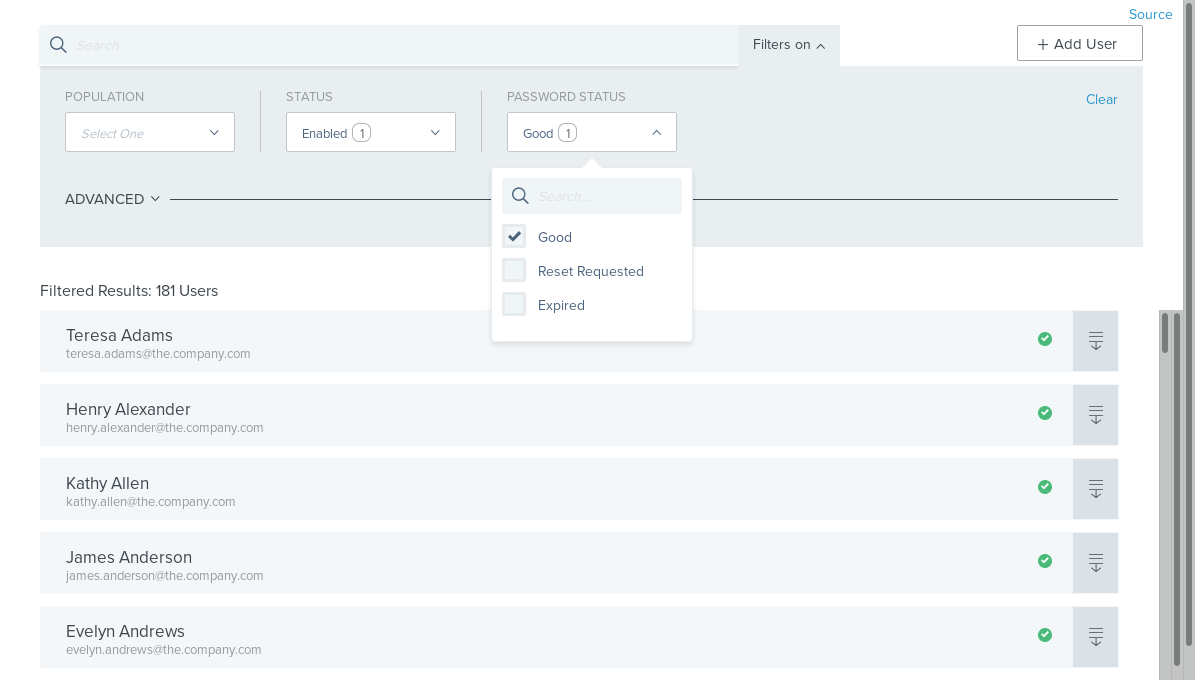 Source
Search
Filters on
+ Add User
POPULATION
STATUS
PASSWORD STATUS
Clear
Select One
Enabled 1
Good 1
ADVANCED
Search...
Good
Reset Requested
Expired
Filtered Results: 181 Users
Teresa Adams
teresa.adams@the.company.com
Henry Alexander
henry.alexander@the.company.com
Kathy Allen
kathy.allen@the.company.com
James Anderson
james.anderson@the.company.com
Evelyn Andrews
evelyn.andrews@the.company.com